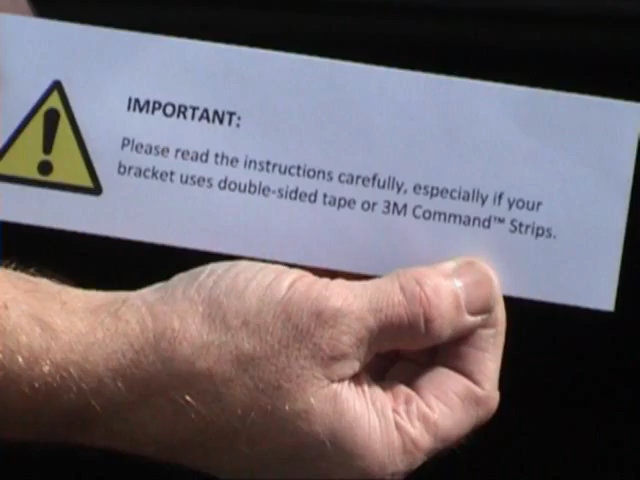 IMPORTANT:
Please read the instructions carefully, especially if your
bracket uses double-sided tape or 3M Command™ Strips.